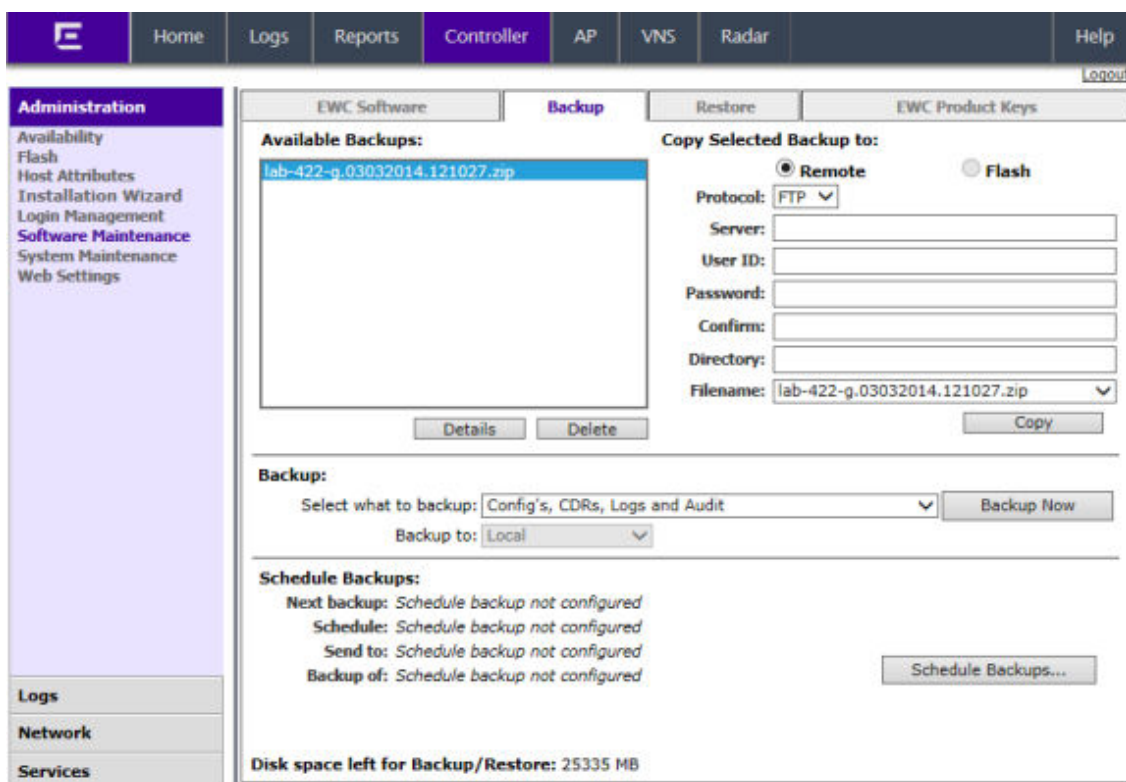 Home Logs Reports Controller AP VNS Radar Help
Logout
Administration
Availability
Flash
Host Attributes
Installation Wizard
Login Management
Software Maintenance
System Maintenance
Web Settings
Logs
Network
Services
EWC Software Backup Restore EWC Product Keys
Available Backups:
lab-422-g.03032014.121027.zip
Details Delete
Copy Selected Backup to:
Remote Flash
Protocol: FTP
Server:
User ID:
Password:
Confirm:
Directory:
Filename: lab-422-g.03032014.121027.zip
Copy
Backup:
Select what to backup: Config's, CDRs, Logs and Audit Backup Now
Backup to: Local
Schedule Backups:
Next backup: Schedule backup not configured
Schedule: Schedule backup not configured
Send to: Schedule backup not configured
Backup of: Schedule backup not configured
Schedule Backups...
Disk space left for Backup/Restore: 25335 MB